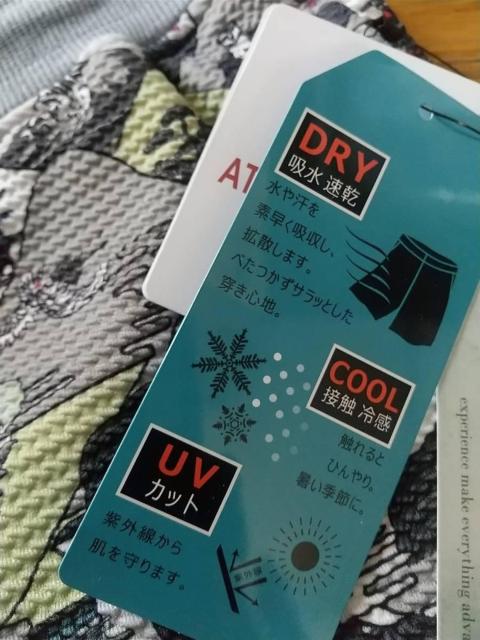 DRY
吸水 速乾
水や汗を
素早く吸収し、
拡散します。
べたつかずサラッとした
穿き心地。
AT
COOL
接触 冷感
触れると
ひんやり。
暑い季節に。
UV
カット
紫外線から
肌を守ります。
紫外線
experience make everything adva